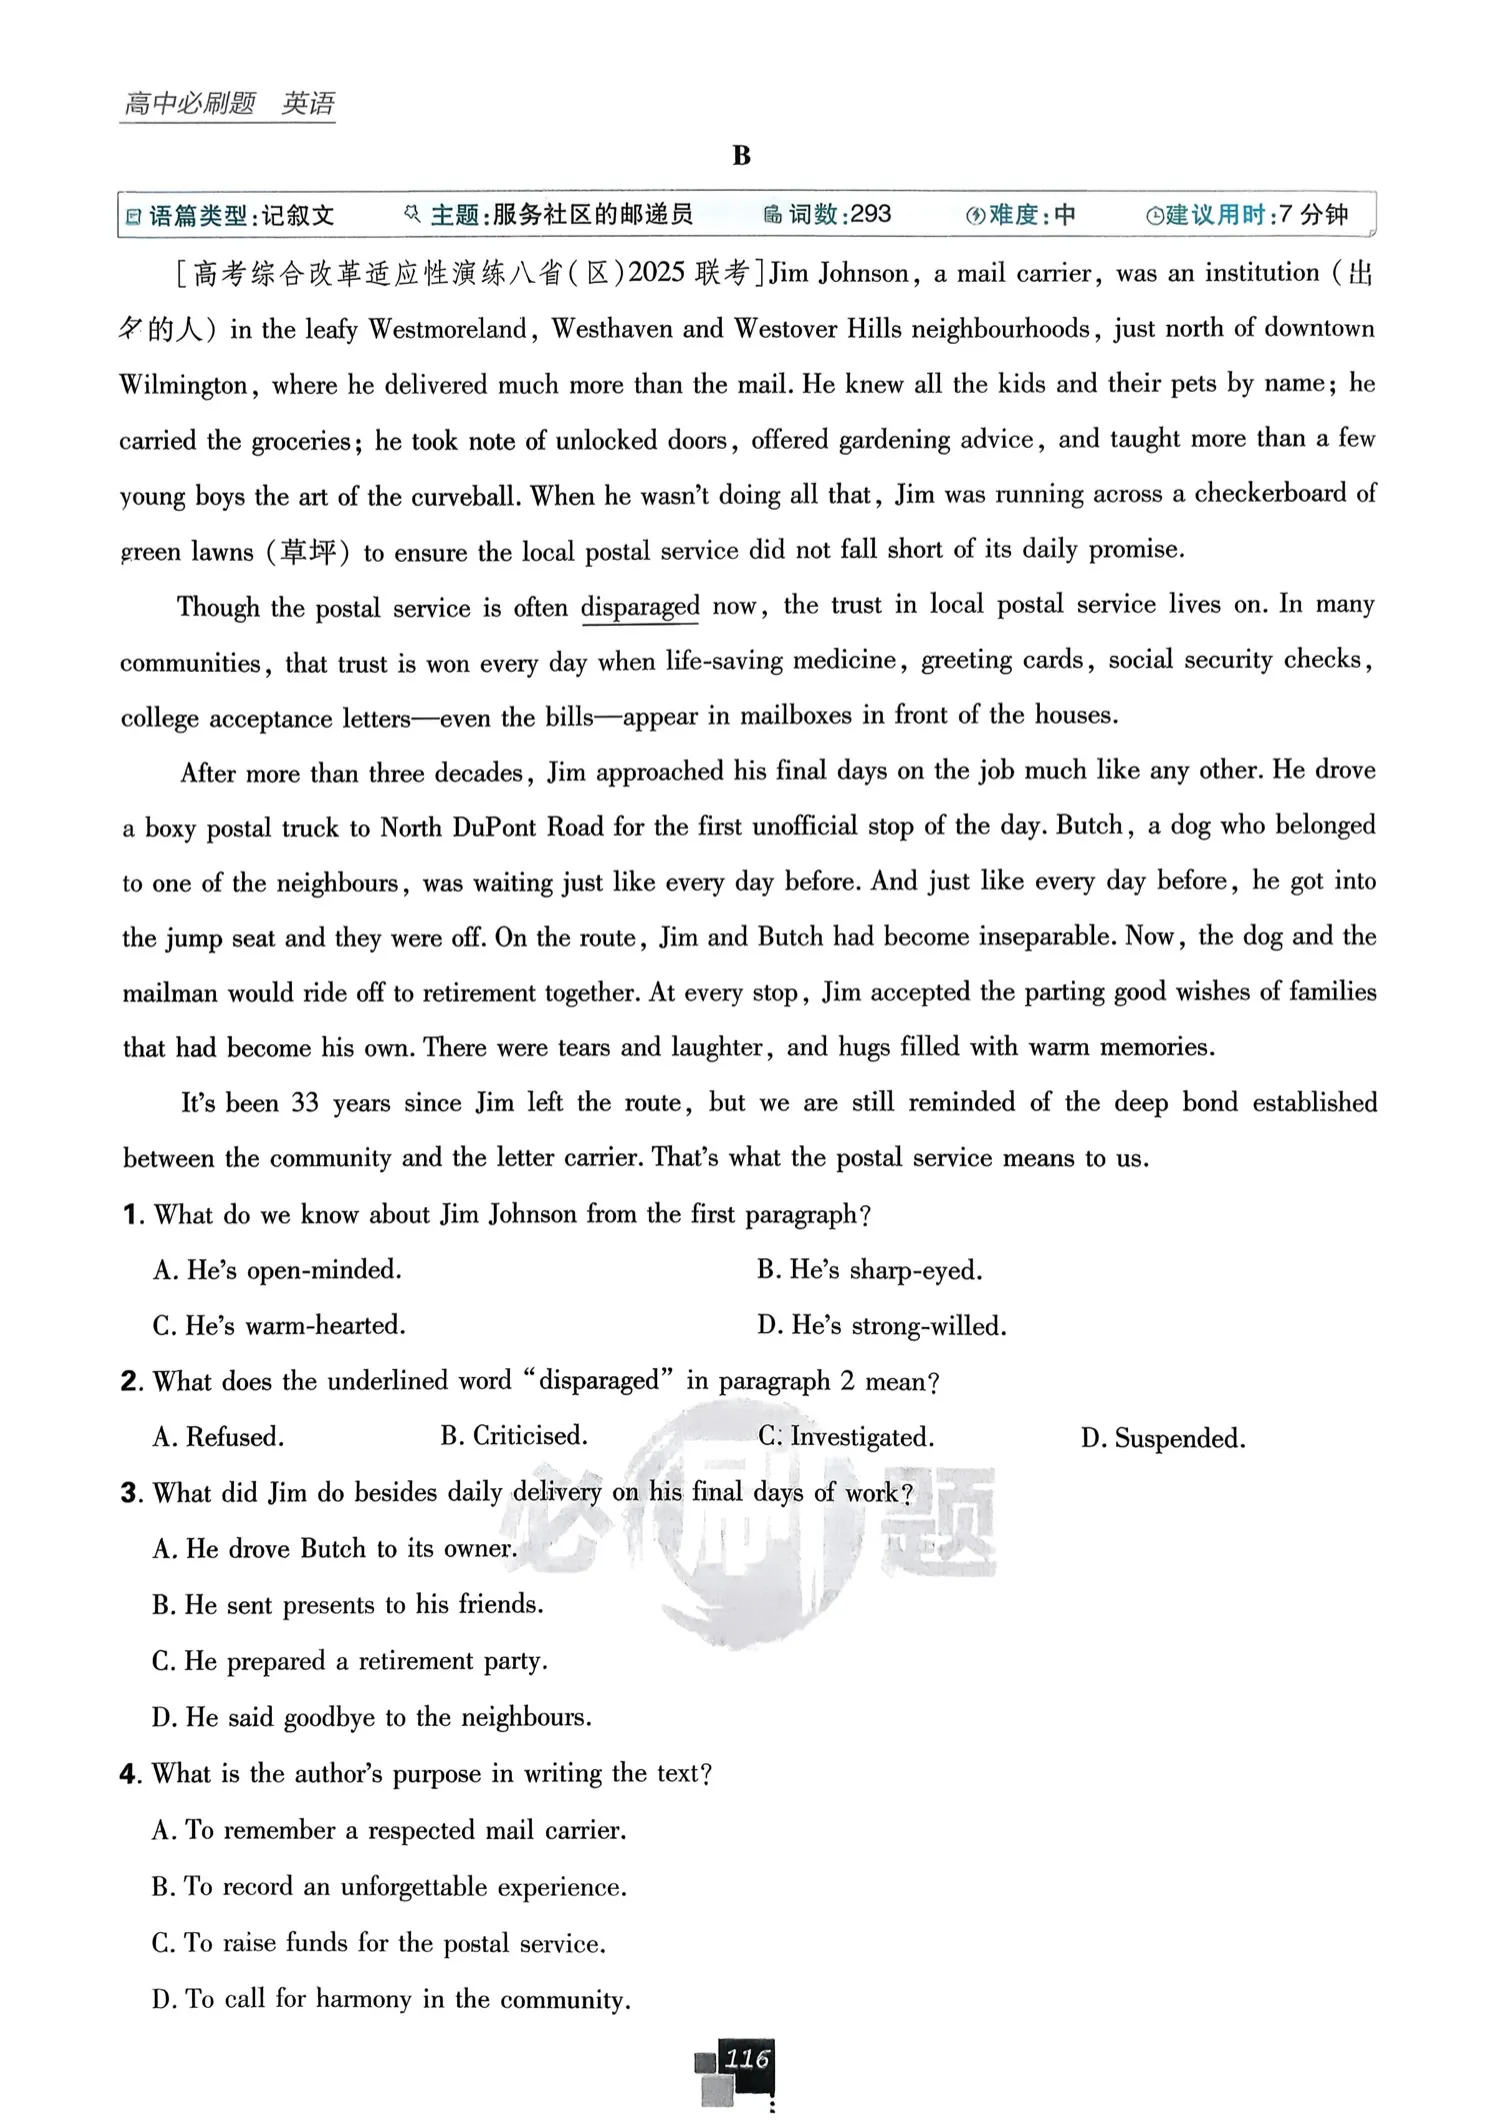 高中必刷题 英语
B
语篇类型:记叙文 主题:服务社区的邮递员 词数:293 难度:中 建议用时:7 分钟
[高考综合改革适应性演练八省(区)2025 联考]Jim Johnson, a mail carrier, was an institution (出
名的人) in the leafy Westmoreland, Westhaven and Westover Hills neighbourhoods, just north of downtown
Wilmington, where he delivered much more than the mail. He knew all the kids and their pets by name; he
carried the groceries; he took note of unlocked doors, offered gardening advice, and taught more than a few
young boys the art of the curveball. When he wasn't doing all that, Jim was running across a checkerboard of
green lawns (草坪) to ensure the local postal service did not fall short of its daily promise.
Though the postal service is often disparaged now, the trust in local postal service lives on. In many
communities, that trust is won every day when life-saving medicine, greeting cards, social security checks,
college acceptance letters—even the bills—appear in mailboxes in front of the houses.
After more than three decades, Jim approached his final days on the job much like any other. He drove
a boxy postal truck to North DuPont Road for the first unofficial stop of the day. Butch, a dog who belonged
to one of the neighbours, was waiting just like every day before. And just like every day before, he got into
the jump seat and they were off. On the route, Jim and Butch had become inseparable. Now, the dog and the
mailman would ride off to retirement together. At every stop, Jim accepted the parting good wishes of families
that had become his own. There were tears and laughter, and hugs filled with warm memories.
It's been 33 years since Jim left the route, but we are still reminded of the deep bond established
between the community and the letter carrier. That's what the postal service means to us.
1. What do we know about Jim Johnson from the first paragraph?
A. He's open-minded. B. He's sharp-eyed.
C. He's warm-hearted. D. He's strong-willed.
2. What does the underlined word "disparaged" in paragraph 2 mean?
A. Refused. B. Criticised. C. Investigated. D. Suspended.
3. What did Jim do besides daily delivery on his final days of work?
A. He drove Butch to its owner.
B. He sent presents to his friends.
C. He prepared a retirement party.
D. He said goodbye to the neighbours.
4. What is the author's purpose in writing the text?
A. To remember a respected mail carrier.
B. To record an unforgettable experience.
C. To raise funds for the postal service.
D. To call for harmony in the community.
必刷题
116